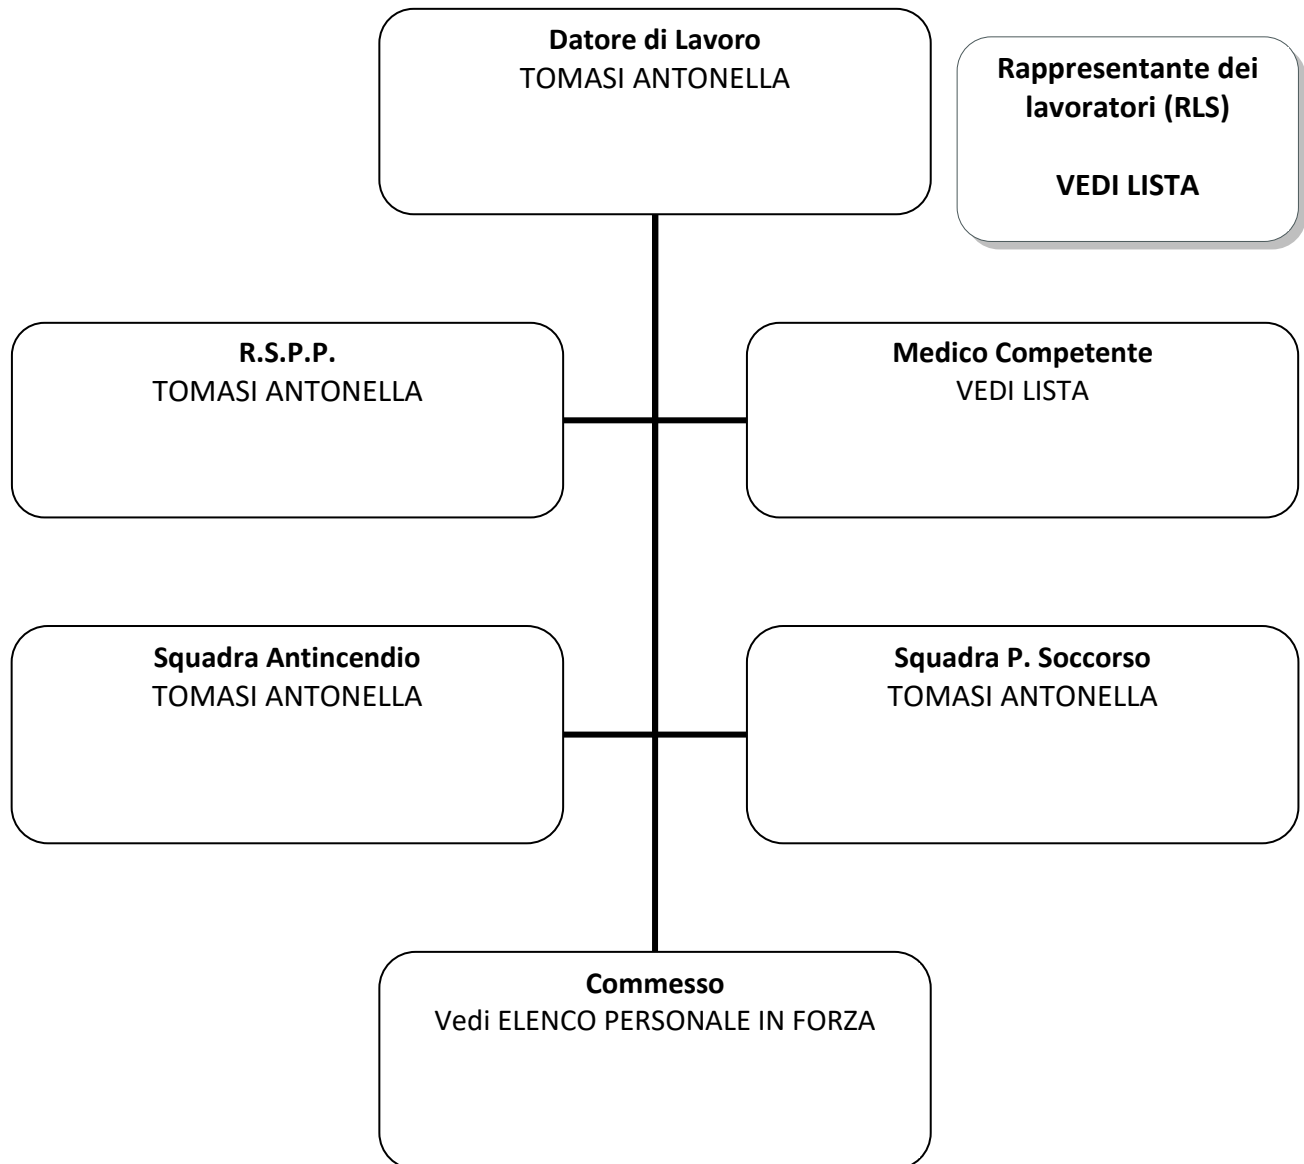 Datore di Lavoro
TOMASI ANTONELLA
Rappresentante dei
lavoratori (RLS)
VEDI LISTA
R.S.P.P.
TOMASI ANTONELLA
Medico Competente
VEDI LISTA
Squadra Antincendio
TOMASI ANTONELLA
Squadra P. Soccorso
TOMASI ANTONELLA
Commesso
Vedi ELENCO PERSONALE IN FORZA